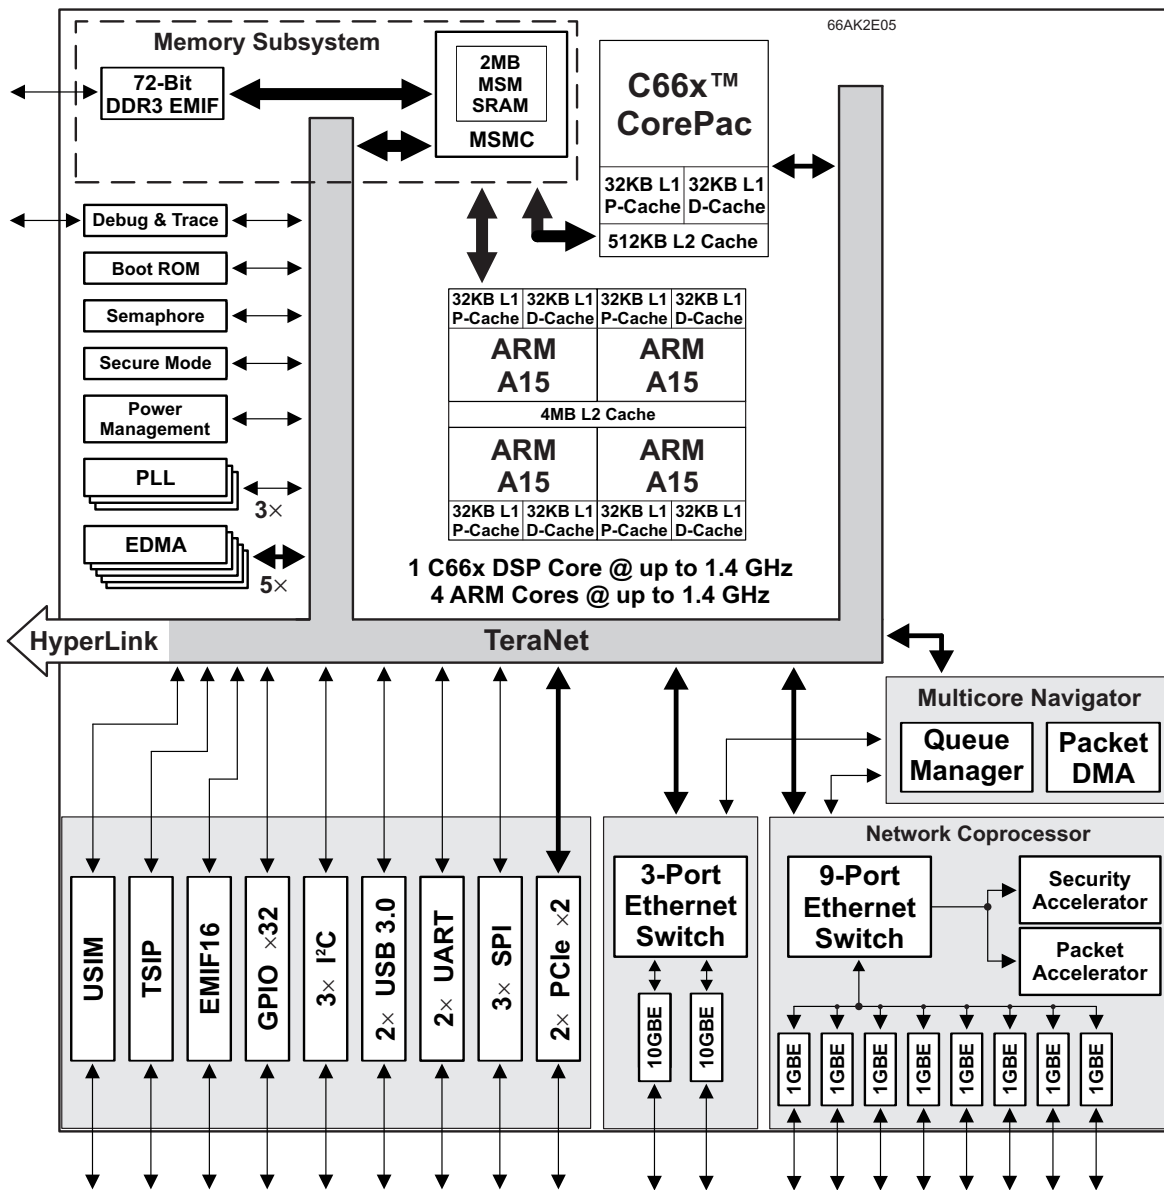 66AK2E05
Memory Subsystem
72-Bit
DDR3 EMIF
2MB
MSM
SRAM
MSMC
C66x™
CorePac
32KB L1
P-Cache
32KB L1
D-Cache
512KB L2 Cache
Debug & Trace
Boot ROM
Semaphore
Secure Mode
Power
Management
PLL
3×
EDMA
5×
32KB L1
P-Cache
32KB L1
D-Cache
32KB L1
P-Cache
32KB L1
D-Cache
ARM
A15
ARM
A15
4MB L2 Cache
ARM
A15
ARM
A15
32KB L1
P-Cache
32KB L1
D-Cache
32KB L1
P-Cache
32KB L1
D-Cache
1 C66x DSP Core @ up to 1.4 GHz
4 ARM Cores @ up to 1.4 GHz
HyperLink
TeraNet
Multicore Navigator
Queue
Manager
Packet
DMA
USIM
TSIP
EMIF16
GPIO ×32
3× I²C
2× USB 3.0
2× UART
3× SPI
2× PCIe ×2
3-Port
Ethernet
Switch
10GBE
10GBE
Network Coprocessor
9-Port
Ethernet
Switch
Security
Accelerator
Packet
Accelerator
1GBE
1GBE
1GBE
1GBE
1GBE
1GBE
1GBE
1GBE